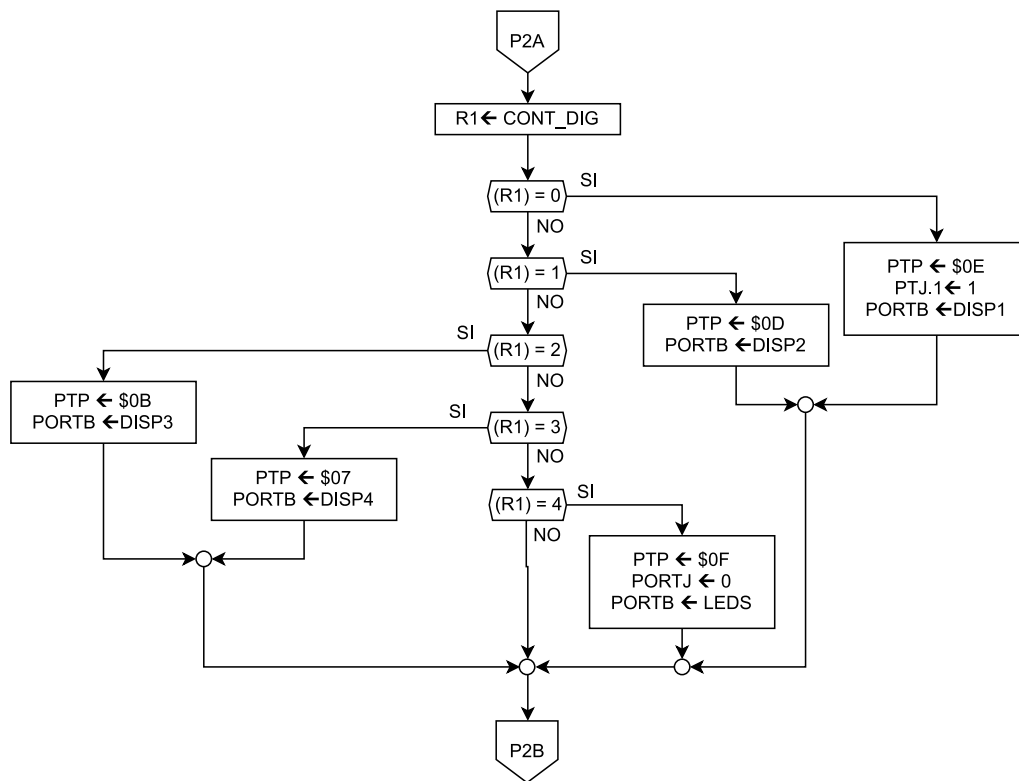 P2A
R1← CONT_DIG
(R1) = 0
SI
NO
PTP ← $0E
PTJ.1← 1
PORTB ←DISP1
(R1) = 1
SI
NO
PTP ← $0D
PORTB ←DISP2
(R1) = 2
SI
NO
PTP ← $0B
PORTB ←DISP3
(R1) = 3
SI
NO
PTP ← $07
PORTB ←DISP4
(R1) = 4
SI
NO
PTP ← $0F
PORTJ ← 0
PORTB ← LEDS
P2B